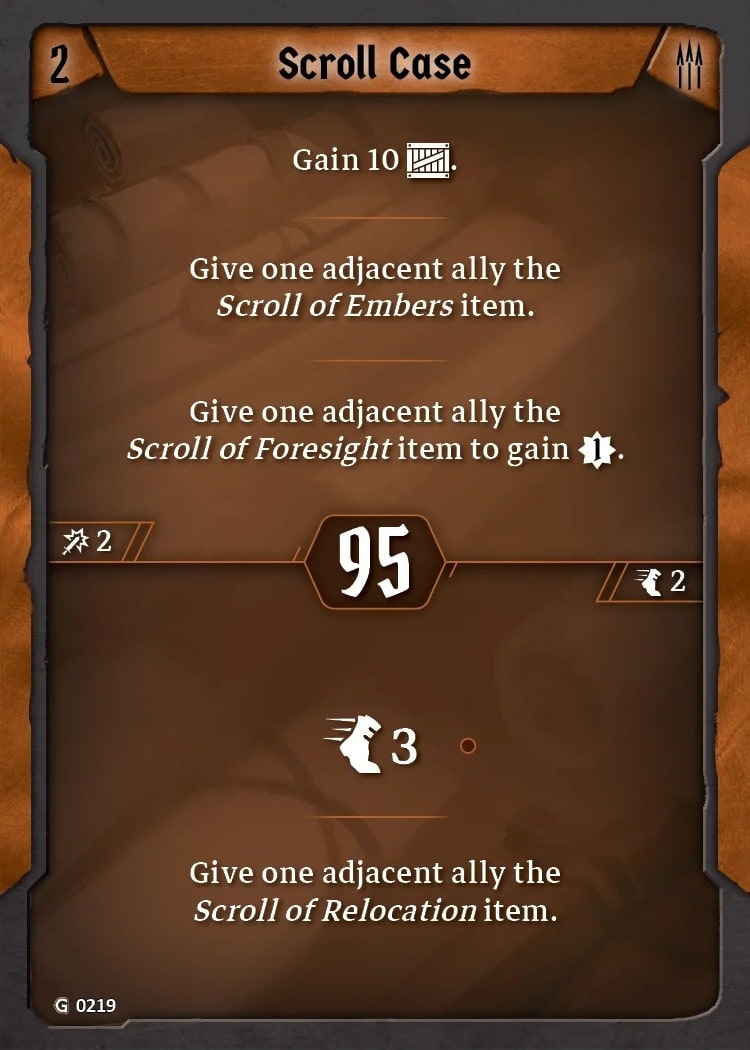 2 Scroll Case
Gain 10 .
Give one adjacent ally the
Scroll of Embers item.
Give one adjacent ally the
Scroll of Foresight item to gain 1.
2
95
2
3
Give one adjacent ally the
Scroll of Relocation item.
G 0219